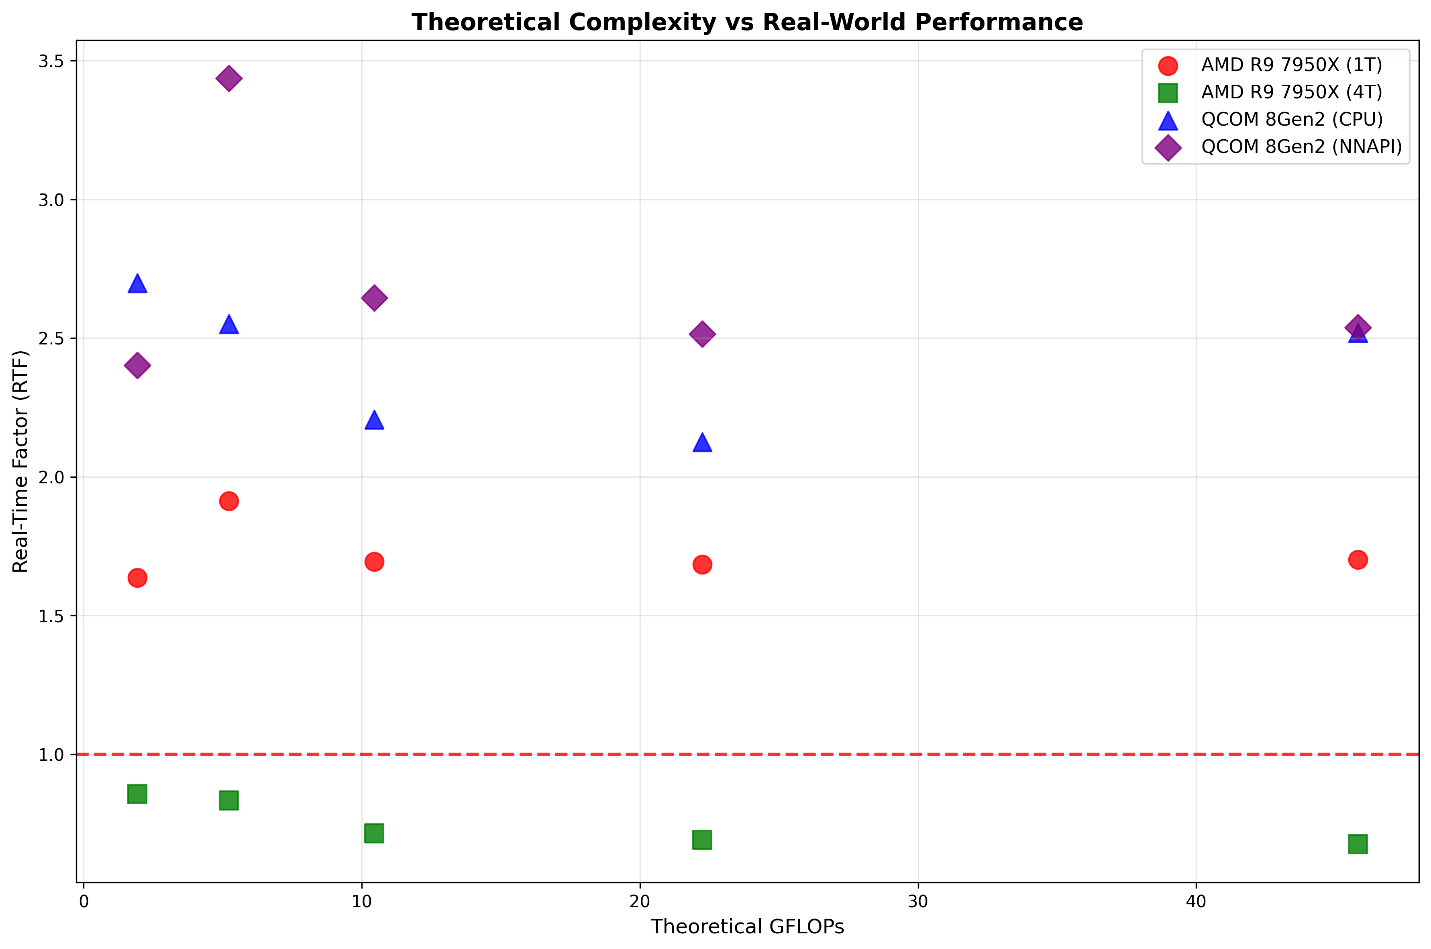 Theoretical Complexity vs Real-World Performance
AMD R9 7950X (1T)
AMD R9 7950X (4T)
QCOM 8Gen2 (CPU)
QCOM 8Gen2 (NNAPI)
Real-Time Factor (RTF)
3.5
3.0
2.5
2.0
1.5
1.0
0
10
20
30
40
Theoretical GFLOPs